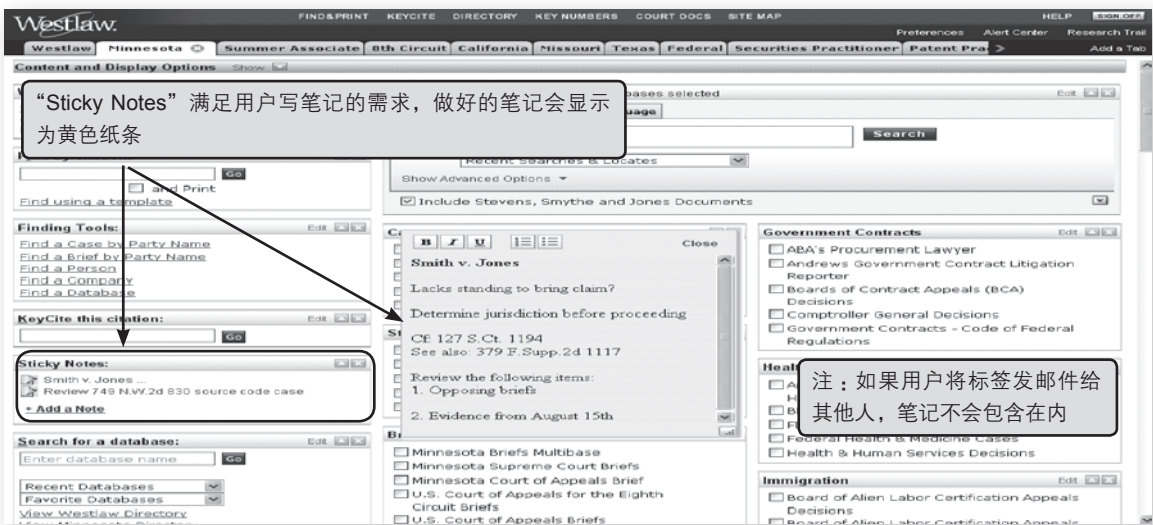 Westlaw.
FIND&PRINT KEYCITE DIRECTORY KEY NUMBERS COURT DOCS SITE MAP
HELP SIGN OFF
Preferences Alert Center Research Trail
Westlaw Minnesota Summer Associate 8th Circuit California Missouri Texas Federal Securities Practitioner Patent Pra >
Add a Tab
Content and Display Options Show
“Sticky Notes”满足用户写笔记的需求，做好的笔记会显示
为黄色纸条
bases selected
Edit
uage
Search
Recent Searches & Locates
Show Advanced Options
Include Stevens, Smythe and Jones Documents
Go
and Print
Find using a template
Finding Tools:
Edit
Find a Case by Party Name
Find a Brief by Party Name
Find a Person
Find a Company
Find a Database
KeyCite this citation:
Edit
Go
Sticky Notes:
Smith v. Jones ...
Review 749 N.W.2d 830 source code case
+ Add a Note
Search for a database:
Edit
Enter database name
Go
Recent Databases
Favorite Databases
View Westlaw Directory
B I U
Close
Smith v. Jones
Lacks standing to bring claim?
Determine jurisdiction before proceeding
Cf: 127 S.Ct. 1194
See also: 379 F.Supp.2d 1117
Review the following items:
1. Opposing briefs
2. Evidence from August 15th
Minnesota Briefs Multibase
Minnesota Supreme Court Briefs
Minnesota Court of Appeals Brief
U.S. Court of Appeals for the Eighth
Circuit Briefs
U.S. Court of Appeals Briefs
Government Contracts
Edit
ABA's Procurement Lawyer
Andrews Government Contract Litigation
Reporter
Boards of Contract Appeals (BCA)
Decisions
Comptroller General Decisions
Government Contracts - Code of Federal
Regulations
注：如果用户将标签发邮件给
其他人，笔记不会包含在内
Federal Health & Medicine Cases
Health & Human Services Decisions
Immigration
Edit
Board of Alien Labor Certification Appeals
Decisions
Board of Alien Labor Certification Appeals